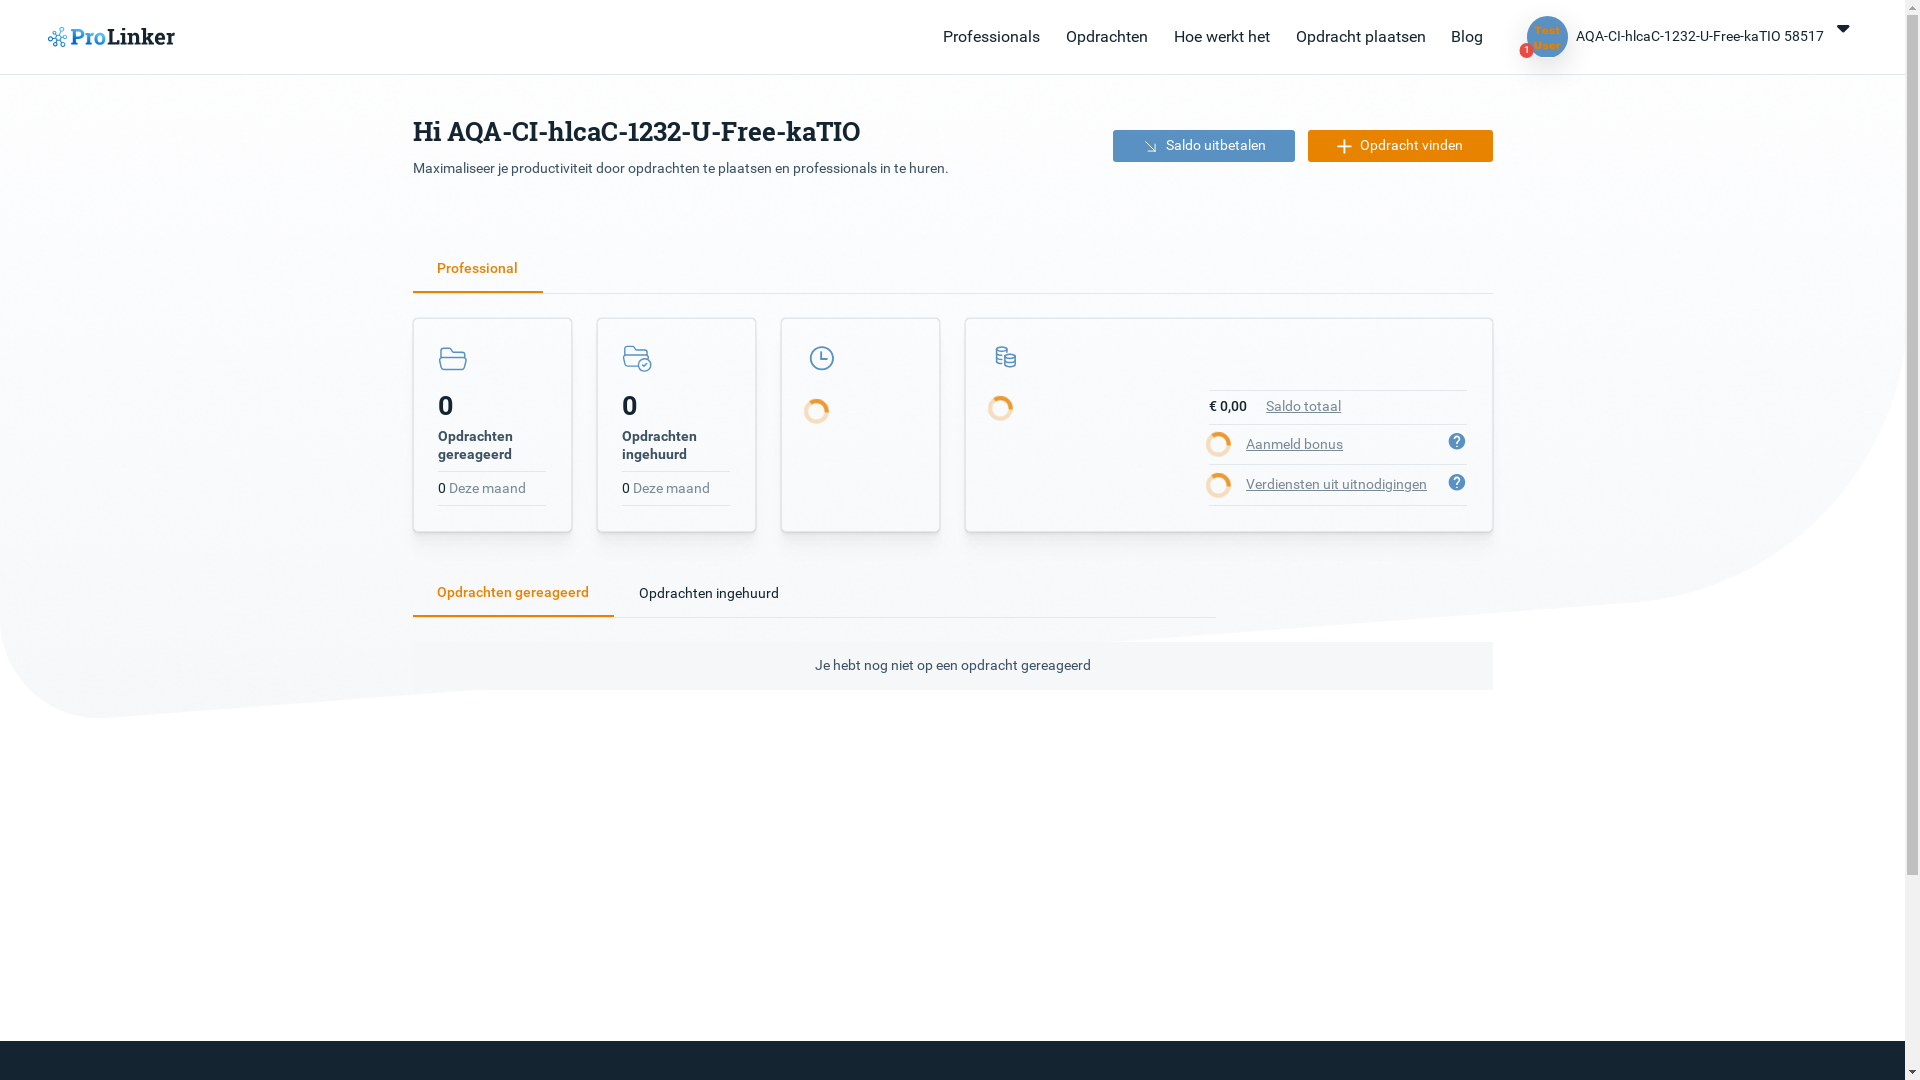 ProLinker
Professionals
Opdrachten
Hoe werkt het
Opdracht plaatsen
Blog
Test
User
1
AQA-CI-hlcaC-1232-U-Free-kaTIO 58517
Hi AQA-CI-hlcaC-1232-U-Free-kaTIO
Maximaliseer je productiviteit door opdrachten te plaatsen en professionals in te huren.
Saldo uitbetalen
Opdracht vinden
Professional
0
Opdrachten
gereageerd
0 Deze maand
0
Opdrachten
ingehuurd
0 Deze maand
€ 0,00 Saldo totaal
Aanmeld bonus ?
Verdiensten uit uitnodigingen ?
Opdrachten gereageerd
Opdrachten ingehuurd
Je hebt nog niet op een opdracht gereageerd